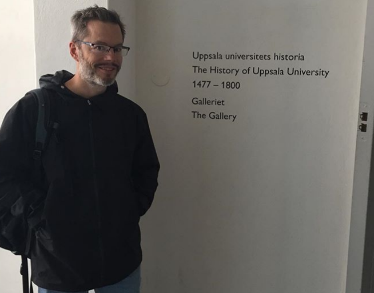 Uppsala universitets historia
The History of Uppsala University
1477 – 1800
Galleriet
The Gallery